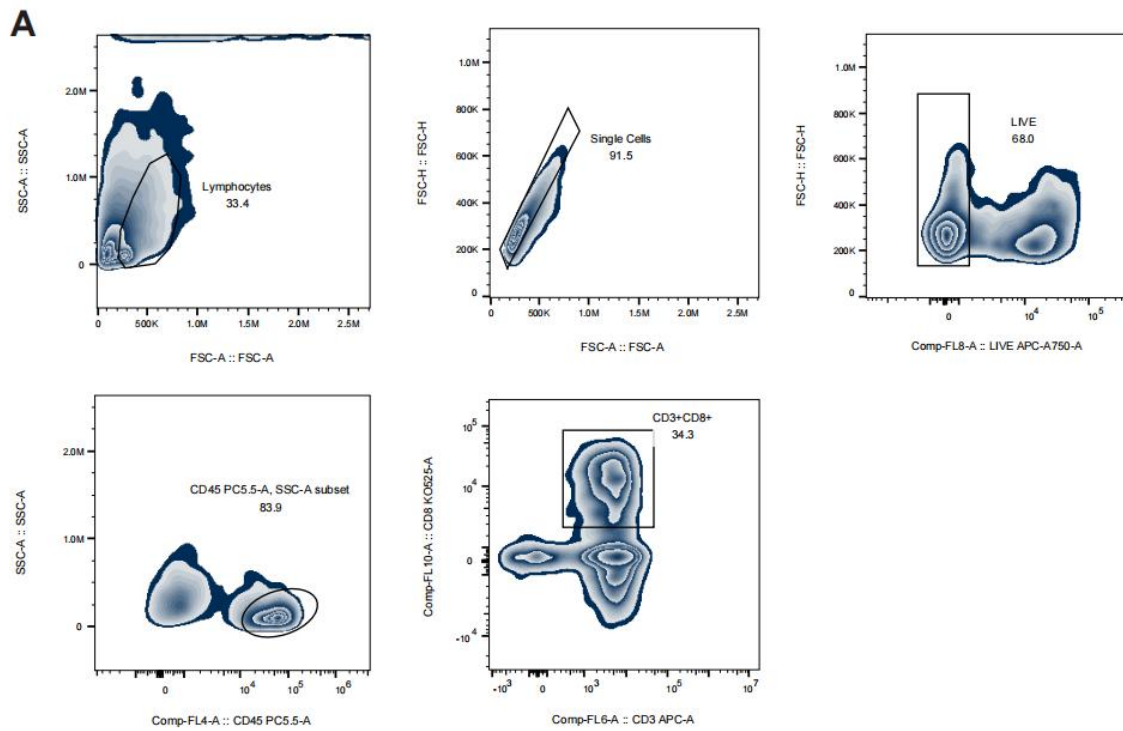 A
SSC-A :: SSC-A
2.0M
1.0M
0
Lymphocytes
33.4
0
500K
1.0M
1.5M
2.0M
2.5M
FSC-A :: FSC-A
FSC-H :: FSC-H
1.0M
800K
600K
400K
200K
0
Single Cells
91.5
0
500K
1.0M
1.5M
2.0M
2.5M
FSC-A :: FSC-A
FSC-H :: FSC-H
1.0M
800K
600K
400K
200K
0
LIVE
68.0
0
10^4
10^5
Comp-FL8-A :: LIVE APC-A750-A
SSC-A :: SSC-A
2.0M
1.0M
0
CD45 PC5.5-A, SSC-A subset
83.9
0
10^4
10^5
10^6
Comp-FL4-A :: CD45 PC5.5-A
Comp-FL10-A :: CD8 KO525-A
10^5
10^4
0
-10^4
CD3+CD8+
34.3
-10^3
0
10^3
10^4
10^5
10^6
10^7
Comp-FL6-A :: CD3 APC-A